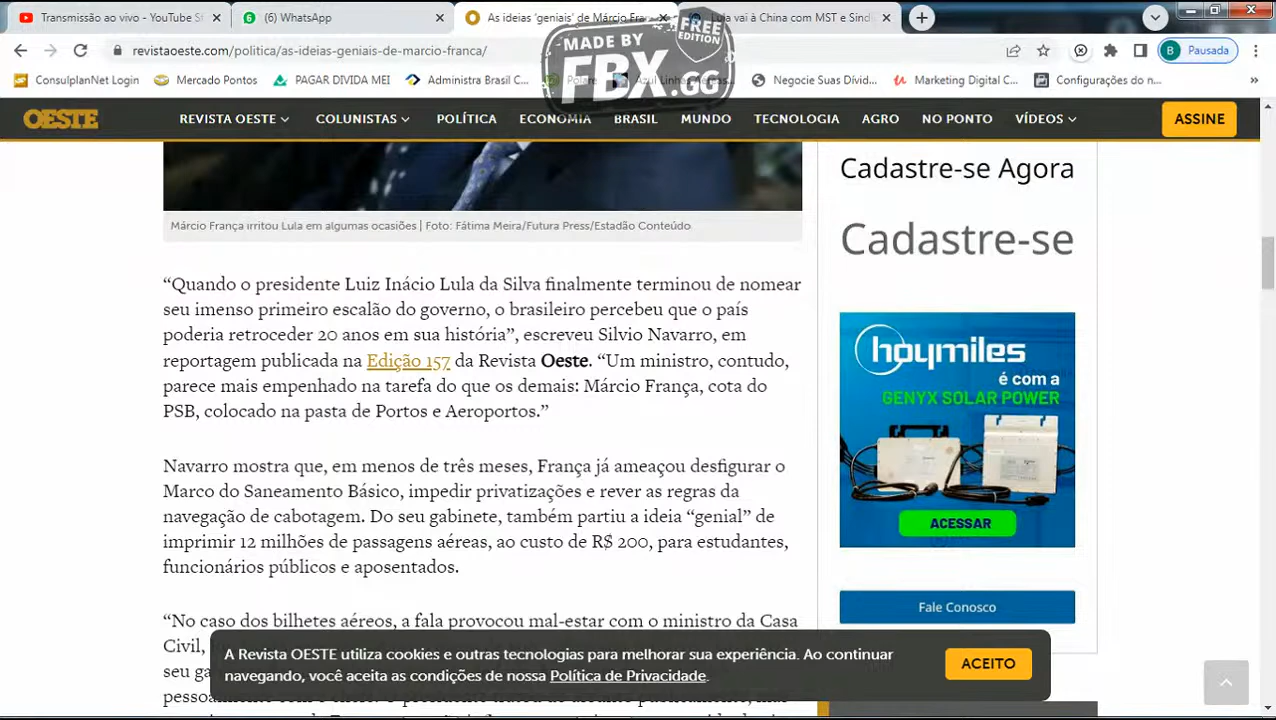 Transmissão ao vivo - YouTube St
(6) WhatsApp
As ideias 'geniais' de Márcio Fra
Lula vai à China com MST e Sindi
MADE BY
FBX.GG
FREE
EDITION
revistaoeste.com/politica/as-ideias-geniais-de-marcio-franca/
B Pausada
ConsulplanNet Login
Mercado Pontos
PAGAR DIVIDA MEI
Administra Brasil C...
Azul Linhas
Negocie Suas Dívid...
Marketing Digital C...
Configurações do n...
»
OESTE
REVISTA OESTE
COLUNISTAS
POLÍTICA
ECONOMIA
BRASIL
MUNDO
TECNOLOGIA
AGRO
NO PONTO
VÍDEOS
ASSINE
Márcio França irritou Lula em algumas ocasiões | Foto: Fátima Meira/Futura Press/Estadão Conteúdo
“Quando o presidente Luiz Inácio Lula da Silva finalmente terminou de nomear
seu imenso primeiro escalão do governo, o brasileiro percebeu que o país
poderia retroceder 20 anos em sua história”, escreveu Silvio Navarro, em
reportagem publicada na Edição 157 da Revista Oeste. “Um ministro, contudo,
parece mais empenhado na tarefa do que os demais: Márcio França, cota do
PSB, colocado na pasta de Portos e Aeroportos.”
Navarro mostra que, em menos de três meses, França já ameaçou desfigurar o
Marco do Saneamento Básico, impedir privatizações e rever as regras da
navegação de cabotagem. Do seu gabinete, também partiu a ideia “genial” de
imprimir 12 milhões de passagens aéreas, ao custo de R$ 200, para estudantes,
funcionários públicos e aposentados.
“No caso dos bilhetes aéreos, a fala provocou mal-estar com o ministro da Casa
Civil,
seu ga
pessoa
Cadastre-se Agora
Cadastre-se
hoymiles
é com a
GENYX SOLAR POWER
ACESSAR
Fale Conosco
A Revista OESTE utiliza cookies e outras tecnologias para melhorar sua experiência. Ao continuar
navegando, você aceita as condições de nossa Política de Privacidade.
ACEITO